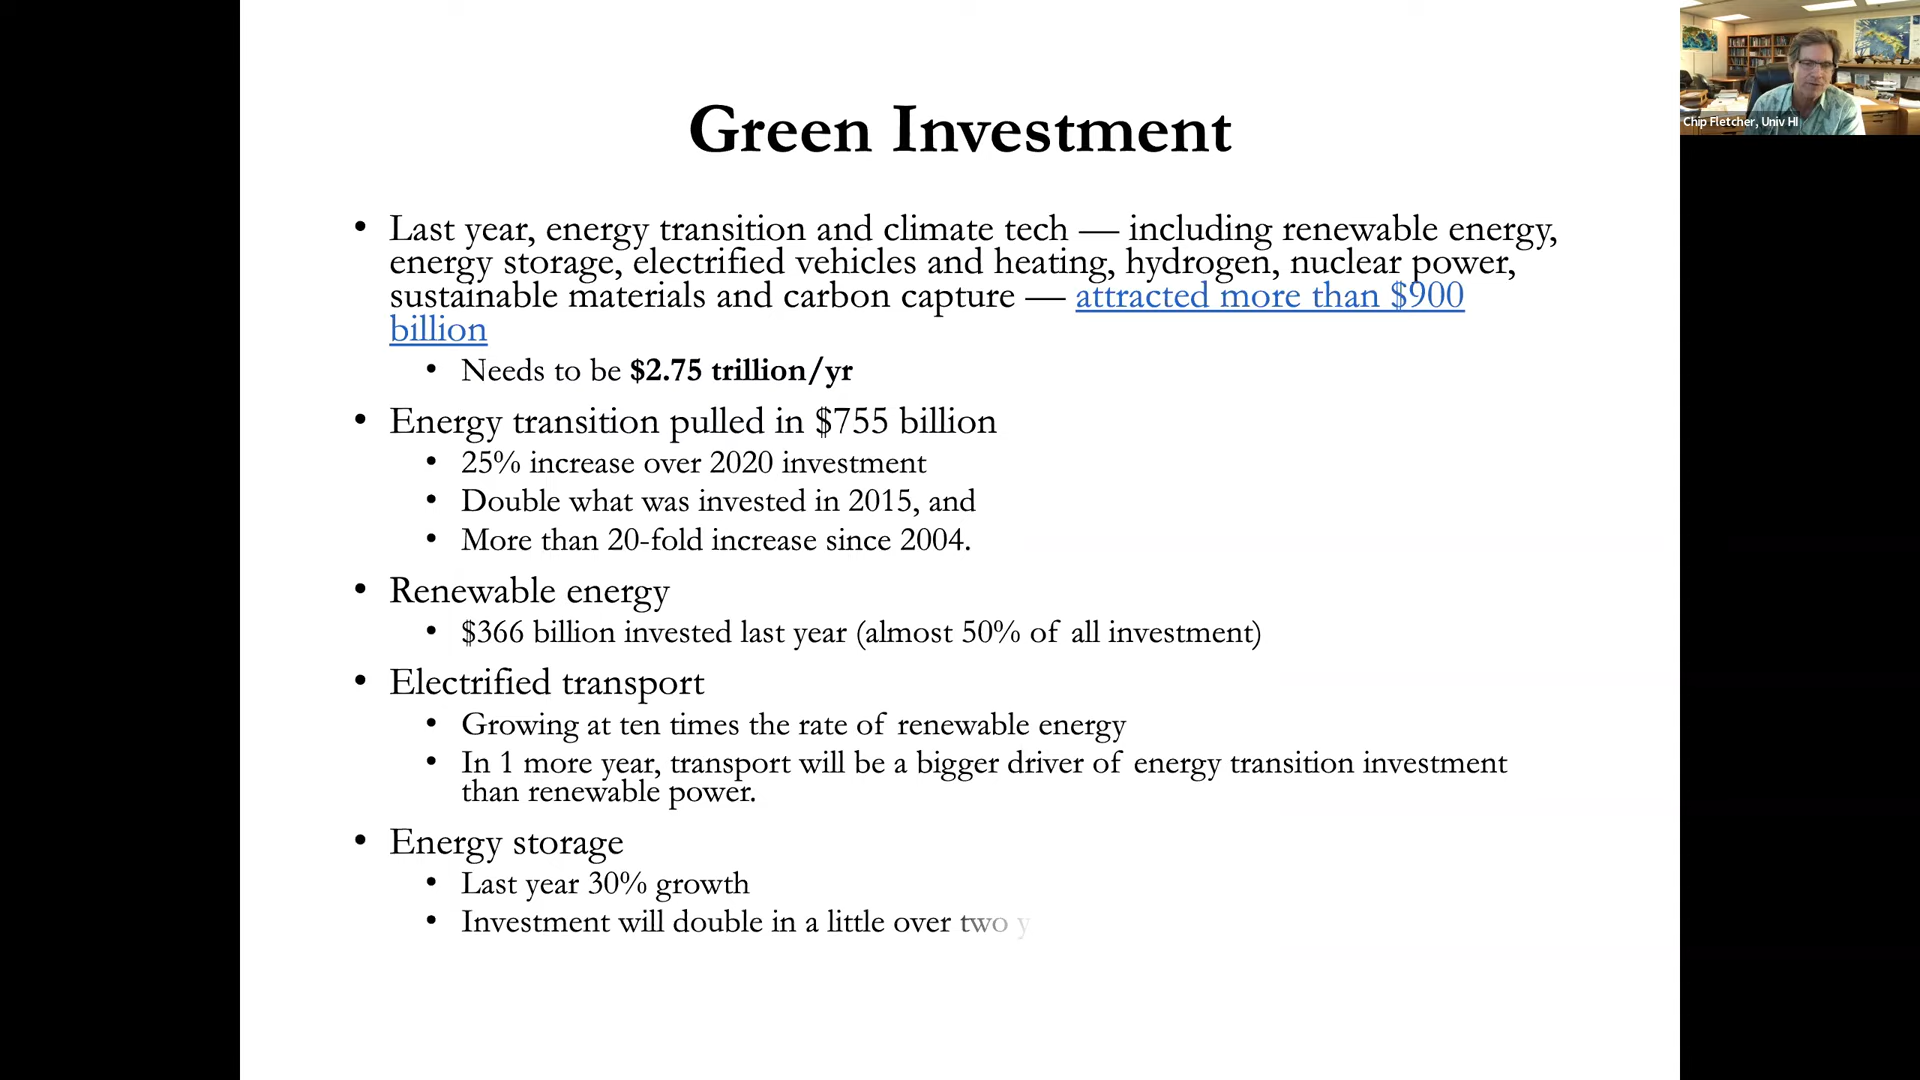 Green Investment
Chip Fletcher, Univ HI
• Last year, energy transition and climate tech — including renewable energy,
energy storage, electrified vehicles and heating, hydrogen, nuclear power,
sustainable materials and carbon capture — attracted more than $900
billion
• Needs to be $2.75 trillion/yr
• Energy transition pulled in $755 billion
• 25% increase over 2020 investment
• Double what was invested in 2015, and
• More than 20-fold increase since 2004.
• Renewable energy
• $366 billion invested last year (almost 50% of all investment)
• Electrified transport
• Growing at ten times the rate of renewable energy
• In 1 more year, transport will be a bigger driver of energy transition investment
than renewable power.
• Energy storage
• Last year 30% growth
• Investment will double in a little over two y